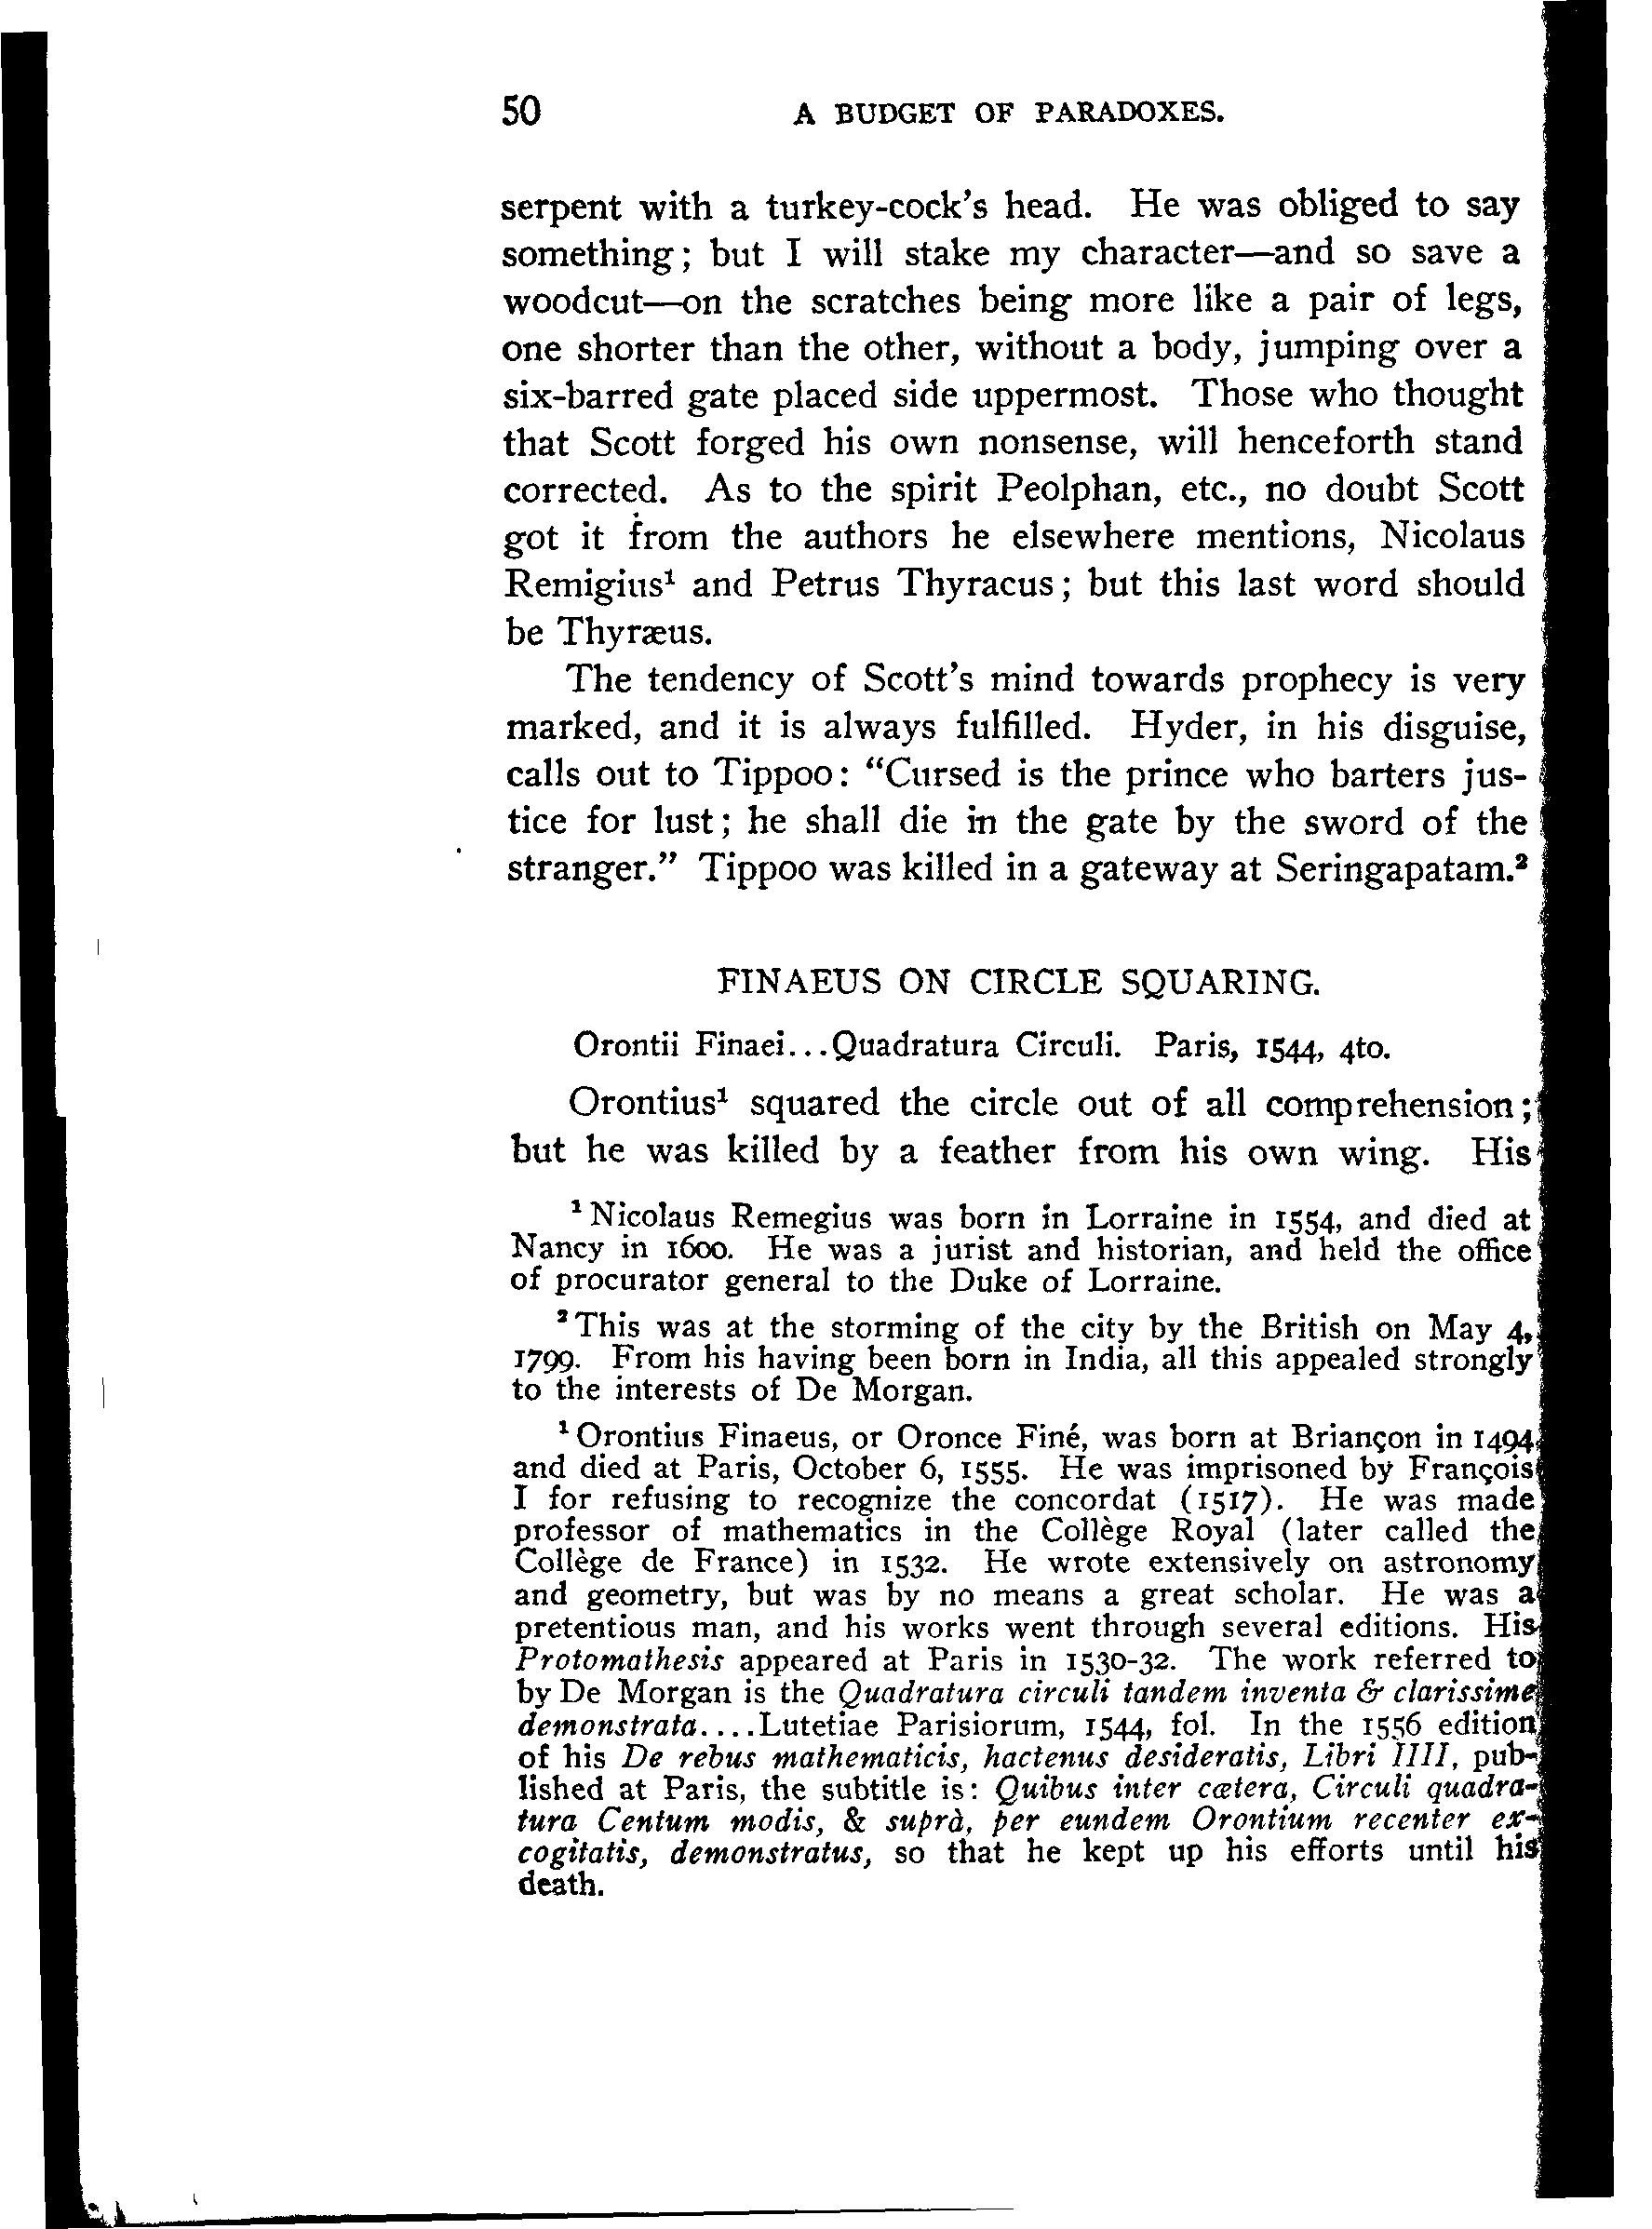 50 A BUDGET OF PARADOXES.
serpent with a turkey-cock's head. He was obliged to say
something; but I will stake my character—and so save a
woodcut—on the scratches being more like a pair of legs,
one shorter than the other, without a body, jumping over a
six-barred gate placed side uppermost. Those who thought
that Scott forged his own nonsense, will henceforth stand
corrected. As to the spirit Peolphan, etc., no doubt Scott
got it from the authors he elsewhere mentions, Nicolaus
Remigius¹ and Petrus Thyracus; but this last word should
be Thyræus.
The tendency of Scott's mind towards prophecy is very
marked, and it is always fulfilled. Hyder, in his disguise,
calls out to Tippoo: "Cursed is the prince who barters jus-
tice for lust; he shall die in the gate by the sword of the
stranger." Tippoo was killed in a gateway at Seringapatam.²
FINAEUS ON CIRCLE SQUARING.
Orontii Finaei...Quadratura Circuli. Paris, 1544, 4to.
Orontius¹ squared the circle out of all comprehension;
but he was killed by a feather from his own wing. His
¹ Nicolaus Remegius was born in Lorraine in 1554, and died at
Nancy in 1600. He was a jurist and historian, and held the office
of procurator general to the Duke of Lorraine.
² This was at the storming of the city by the British on May 4,
1799. From his having been born in India, all this appealed strongly
to the interests of De Morgan.
¹ Orontius Finaeus, or Oronce Finé, was born at Briançon in 1494
and died at Paris, October 6, 1555. He was imprisoned by François
I for refusing to recognize the concordat (1517). He was made
professor of mathematics in the Collège Royal (later called the
Collège de France) in 1532. He wrote extensively on astronomy
and geometry, but was by no means a great scholar. He was a
pretentious man, and his works went through several editions. His
Protomathesis appeared at Paris in 1530-32. The work referred to
by De Morgan is the Quadratura circuli tandem inventa & clarissime
demonstrata....Lutetiae Parisiorum, 1544, fol. In the 1556 edition
of his De rebus mathematicis, hactenus desideratis, Libri IIII, pub-
lished at Paris, the subtitle is: Quibus inter cætera, Circuli quadra-
tura Centum modis, & suprà, per eundem Orontium recenter ex-
cogitatis, demonstratus, so that he kept up his efforts until his
death.